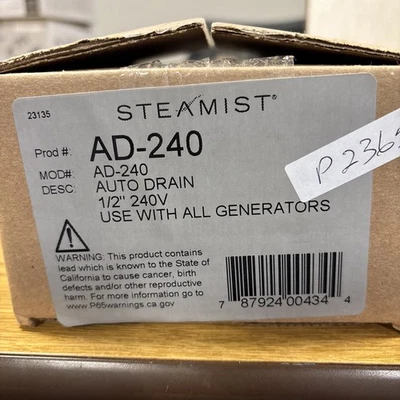 23135
STEAMIST®
Prod #: AD-240
MOD#: AD-240
DESC: AUTO DRAIN
1/2" 240V
USE WITH ALL GENERATORS
WARNING: This product contains
lead which is known to the State of
California to cause cancer, birth
defects and/or other reproductive
harm. For more information go to
www.P65warnings.ca.gov
7 87924 00434 4